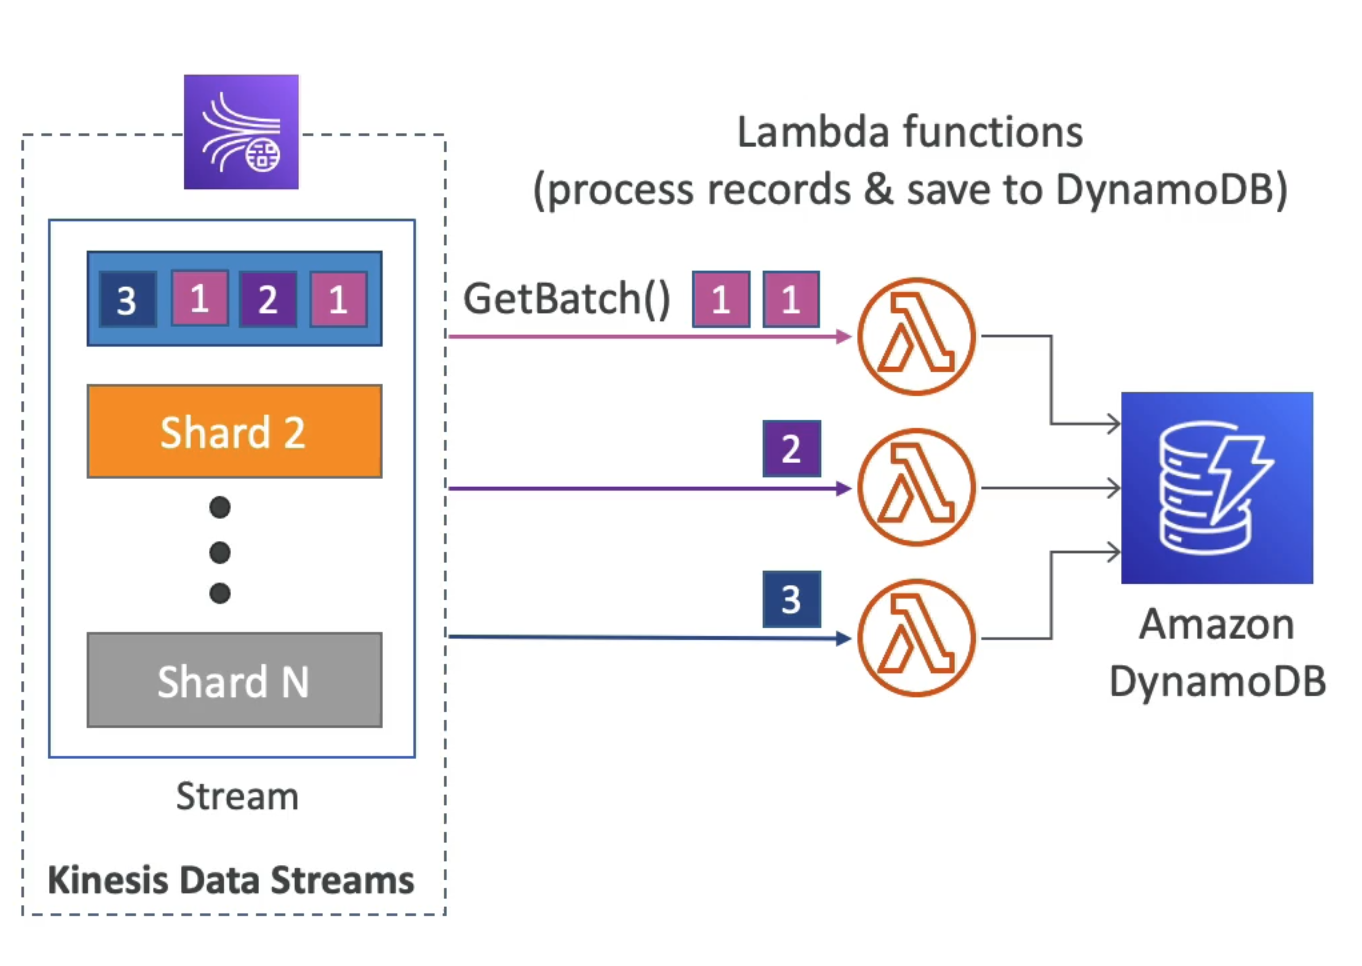 Lambda functions
(process records & save to DynamoDB)
3 1 2 1
GetBatch() 1 1
Shard 2
2
3
Shard N
Amazon
DynamoDB
Stream
Kinesis Data Streams